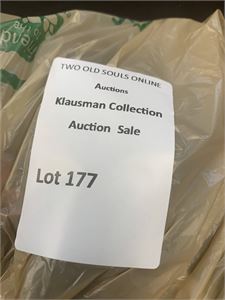 TWO OLD SOULS ONLINE
Auctions
Klausman Collection
Auction Sale
Lot 177